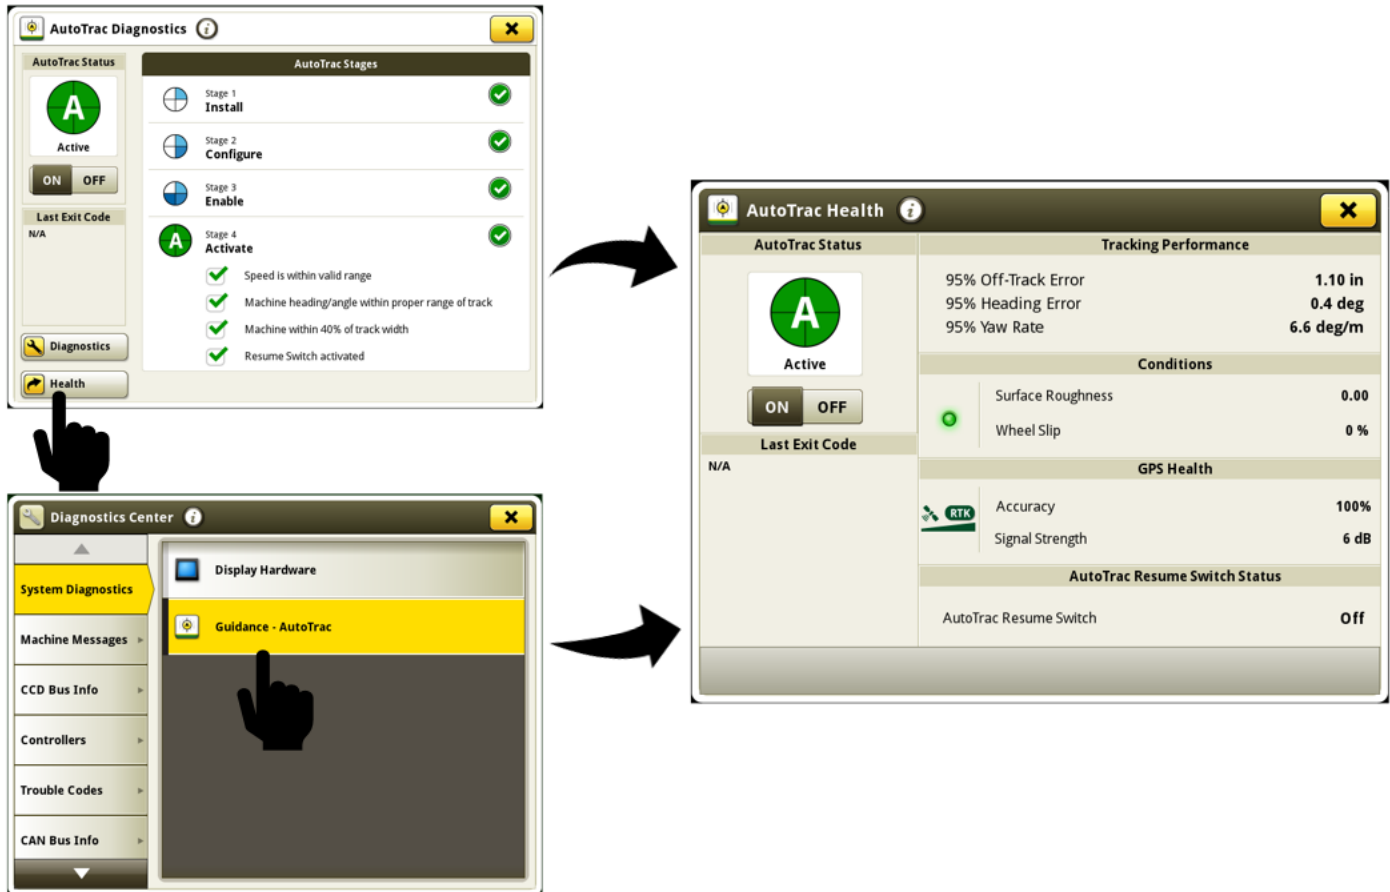 AutoTrac Diagnostics i
AutoTrac Status
A
Active
ON OFF
Last Exit Code
N/A
Diagnostics
Health
AutoTrac Stages
Stage 1
Install
Stage 2
Configure
Stage 3
Enable
A
Stage 4
Activate
Speed is within valid range
Machine heading/angle within proper range of track
Machine within 40% of track width
Resume Switch activated
Diagnostics Center i
System Diagnostics
Machine Messages
CCD Bus Info
Controllers
Trouble Codes
CAN Bus Info
Display Hardware
Guidance - AutoTrac
AutoTrac Health i
AutoTrac Status
A
Active
ON OFF
Last Exit Code
N/A
Tracking Performance
95% Off-Track Error 1.10 in
95% Heading Error 0.4 deg
95% Yaw Rate 6.6 deg/m
Conditions
Surface Roughness 0.00
Wheel Slip 0 %
GPS Health
RTK
Accuracy 100%
Signal Strength 6 dB
AutoTrac Resume Switch Status
AutoTrac Resume Switch Off